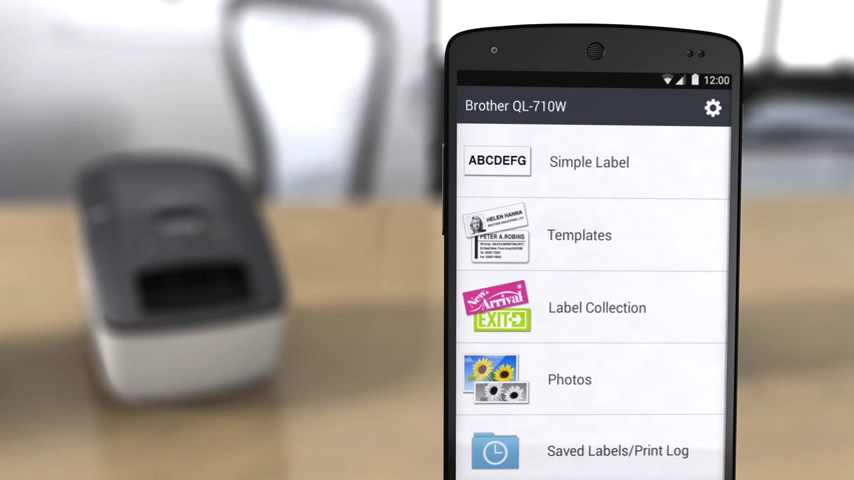 12:00
Brother QL-710W
ABCDEFG
Simple Label
HELEN HANNA
PETER A.ROBINS
Templates
New
Arrival
EXIT
Label Collection
Photos
Saved Labels/Print Log